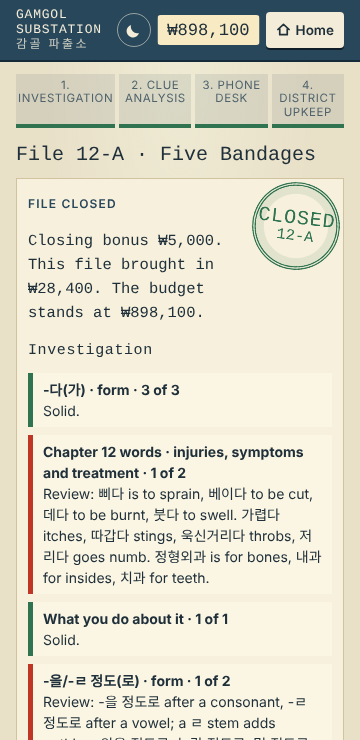 GAMGOL
SUBSTATION
감골 파출소
₩898,100
Home
1. INVESTIGATION
2. CLUE ANALYSIS
3. PHONE DESK
4. DISTRICT UPKEEP
File 12-A · Five Bandages
FILE CLOSED
CLOSED
12-A
Closing bonus ₩5,000.
This file brought in
₩28,400. The budget
stands at ₩898,100.
Investigation
-다(가) · form · 3 of 3
Solid.
Chapter 12 words · injuries, symptoms
and treatment · 1 of 2
Review: 삐다 is to sprain, 베이다 to be cut,
데다 to be burnt, 붓다 to swell. 가렵다
itches, 따갑다 stings, 욱신거리다 throbs, 저
리다 goes numb. 정형외과 is for bones, 내과
for insides, 치과 for teeth.
What you do about it · 1 of 1
Solid.
-을/-ㄹ 정도(로) · form · 1 of 2
Review: -을 정도로 after a consonant, -ㄹ
정도로 after a vowel; a ㄹ stem adds